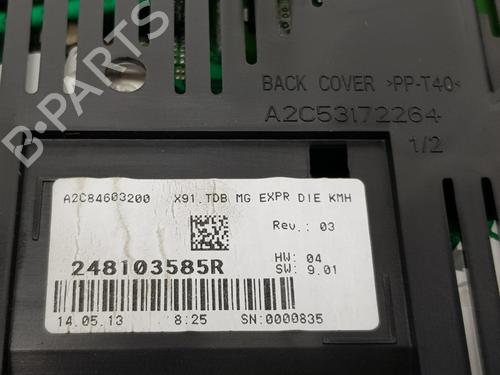 B-PARTS
BACK COVER >PP-T40<
A2C53172264
1/2
A2C84603200 X91.TDB MG EXPR DIE KMH
Rev.: 03
HW: 04
248103585R SW: 9.01
14.05.13 8:25 SN:0000835